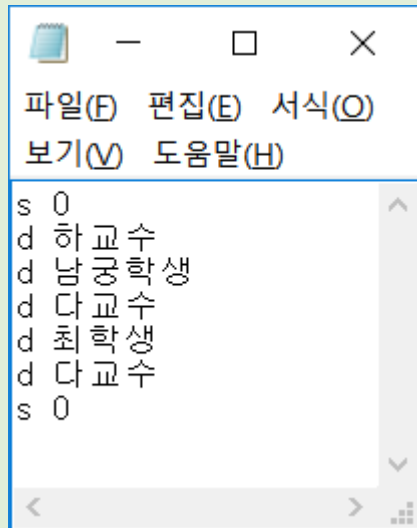 파일(F) 편집(E) 서식(O)
보기(V) 도움말(H)
s 0
d 하교수
d 남궁학생
d 다교수
d 최학생
d 다교수
s 0